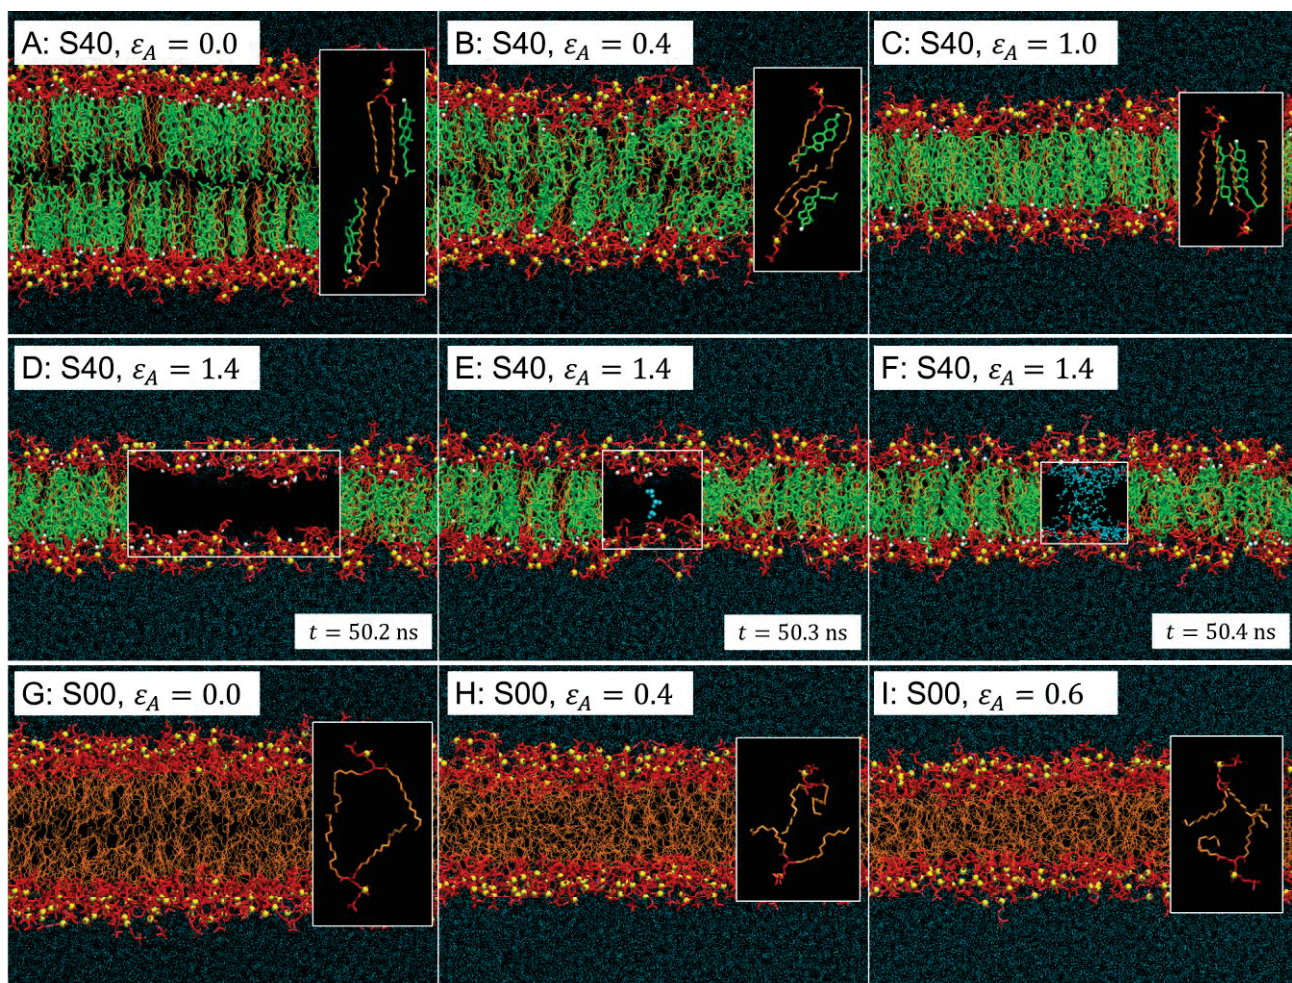 A: S40, ε_A = 0.0
B: S40, ε_A = 0.4
C: S40, ε_A = 1.0
D: S40, ε_A = 1.4
t = 50.2 ns
E: S40, ε_A = 1.4
t = 50.3 ns
F: S40, ε_A = 1.4
t = 50.4 ns
G: S00, ε_A = 0.0
H: S00, ε_A = 0.4
I: S00, ε_A = 0.6